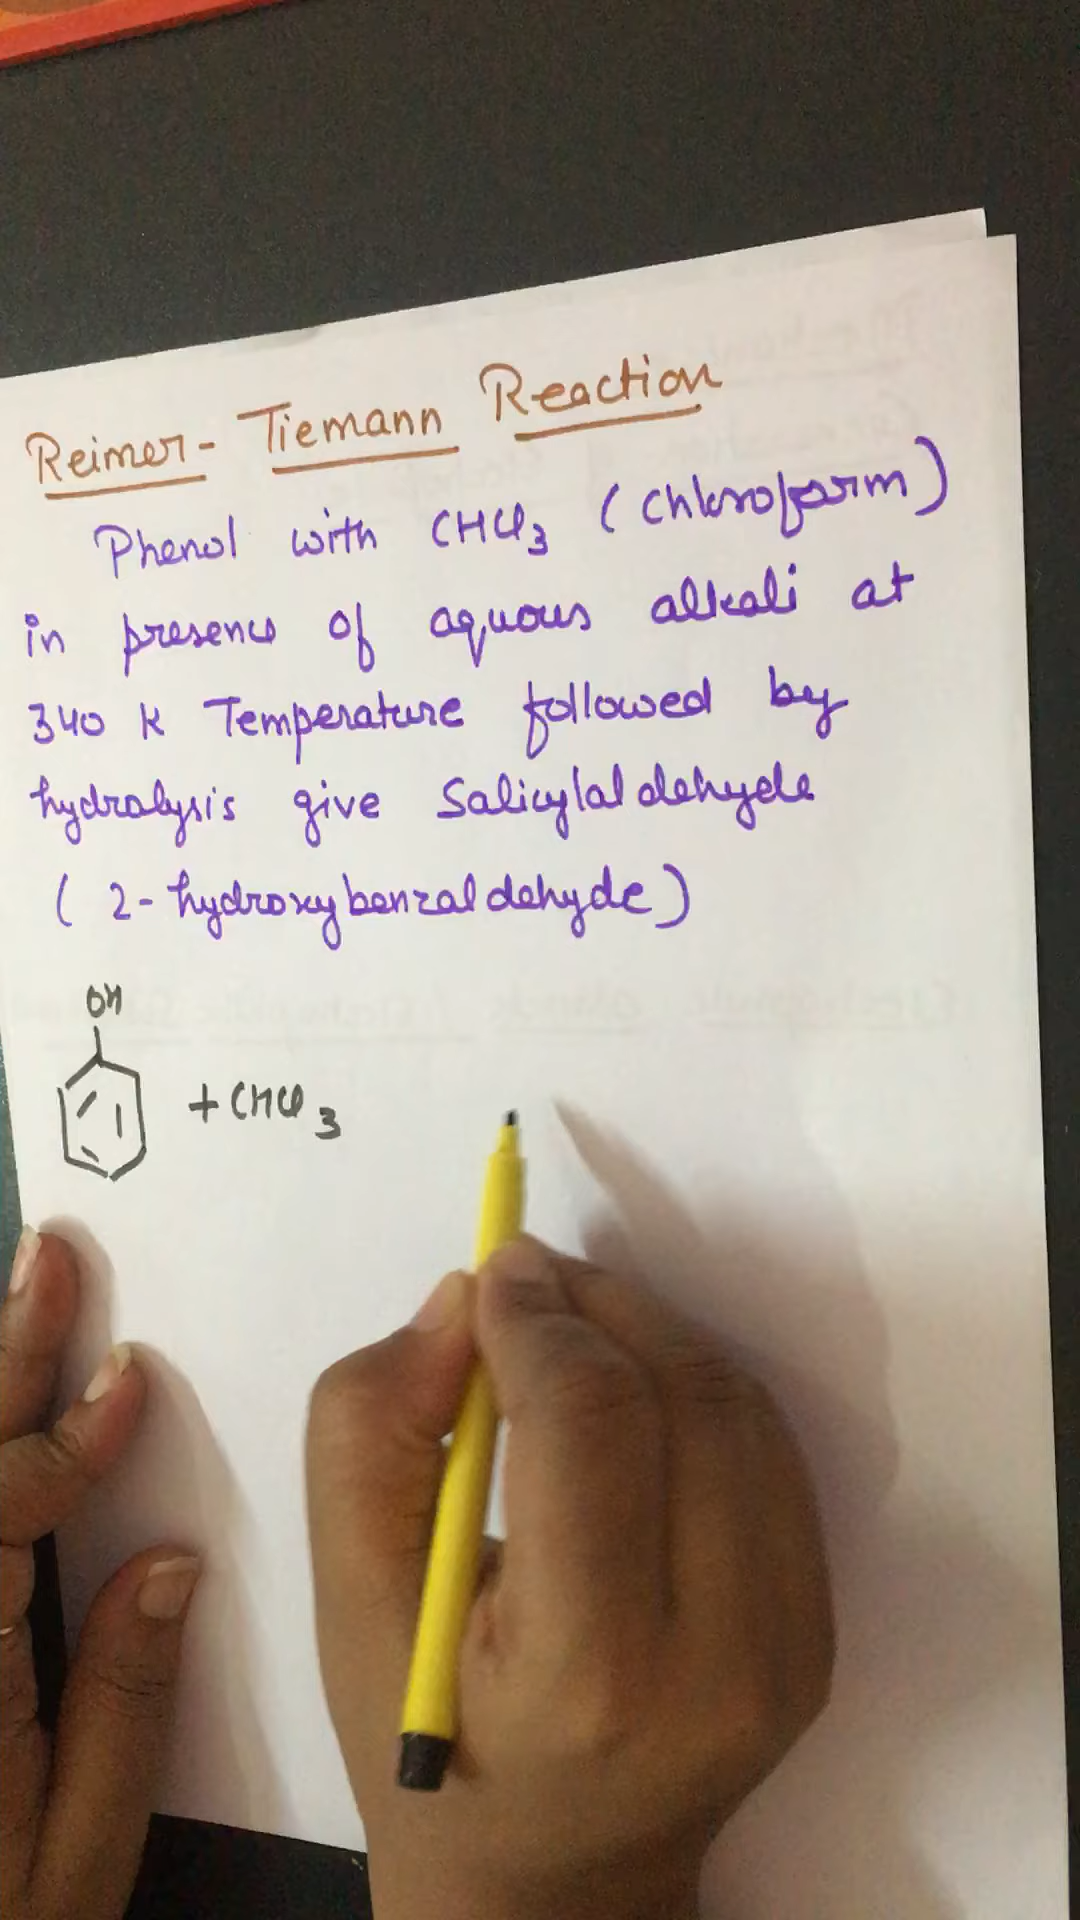 Reimer-Tiemann Reaction
Phenol with CHCl3 (Chloroform)
in presence of aquous alkali at
340 K Temperature followed by
hydralysis give Salicylaldehyde
(2-hydroxybenzaldehyde)
OH
+ CHCl3